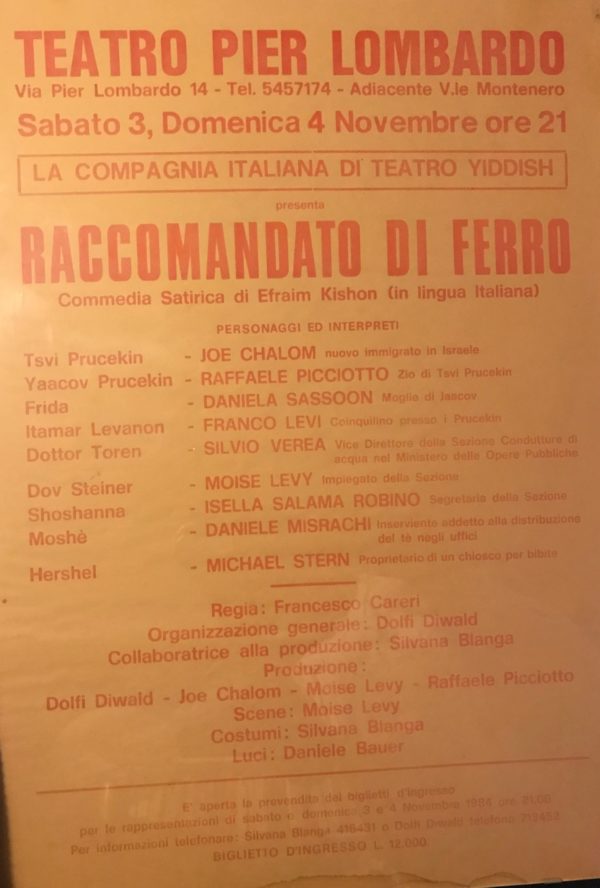 TEATRO PIER LOMBARDO
Via Pier Lombardo 14 - Tel. 5457174 - Adiacente V.le Montenero
Sabato 3, Domenica 4 Novembre ore 21
LA COMPAGNIA ITALIANA DI TEATRO YIDDISH
presenta
RACCOMANDATO DI FERRO
Commedia Satirica di Efraim Kishon (in lingua Italiana)
PERSONAGGI ED INTERPRETI
Tsvi Prucekin - JOE CHALOM nuovo immigrato in Israele
Yaacov Prucekin - RAFFAELE PICCIOTTO Zio di Tsvi Prucekin
Frida - DANIELA SASSOON Moglie di Jaacov
Itamar Levanon - FRANCO LEVI Coinquilino presso i Prucekin
Dottor Toren - SILVIO VEREA Vice Direttore della Sezione Condutture di
acqua nel Ministero delle Opere Pubbliche
Dov Steiner - MOISE LEVY Impiegato della Sezione
Shoshanna - ISELLA SALAMA ROBINO Segretaria della Sezione
Moshè - DANIELE MISRACHI Inserviente addetto alla distribuzione
del tè negli uffici
Hershel - MICHAEL STERN Proprietario di un chiosco per bibite
Regia: Francesco Careri
Organizzazione generale: Dolfi Diwald
Collaboratrice alla produzione: Silvana Blanga
Produzione:
Dolfi Diwald - Joe Chalom - Moise Levy - Raffaele Picciotto
Scene: Moise Levy
Costumi: Silvana Blanga
Luci: Daniele Bauer
E' aperta la prevendita dei biglietti d'ingresso
per le rappresentazioni di sabato e domenica 3 e 4 Novembre 1984 ore
Per informazioni telefonare: Silvana Blanga 416431 o Dolfi Diwald telefono
BIGLIETTO D'INGRESSO L. 12.000